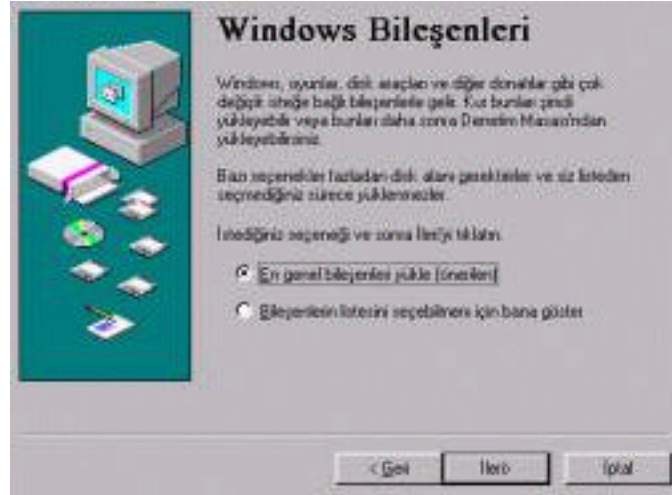 Windows Bileşenleri
Windows, oyunlar, disk araçları ve diğer donatılar gibi çok
değişik isteğe bağlı bileşenlerle gelir. Kur bunları şimdi
yükleyebilir veya bunları daha sonra Denetim Masası'ndan
yükleyebilirsiniz.
Bazı seçenekler fazladan disk alanı gerektirirler ve siz listeden
seçmediğiniz sürece yüklenmezler.
İstediğiniz seçeneği ve sonra İleri'yi tıklatın.
En genel bileşenleri yükle (önerilen)
Bileşenlerin listesini seçebilmem için bana göster
< Geri
İleri>
İptal